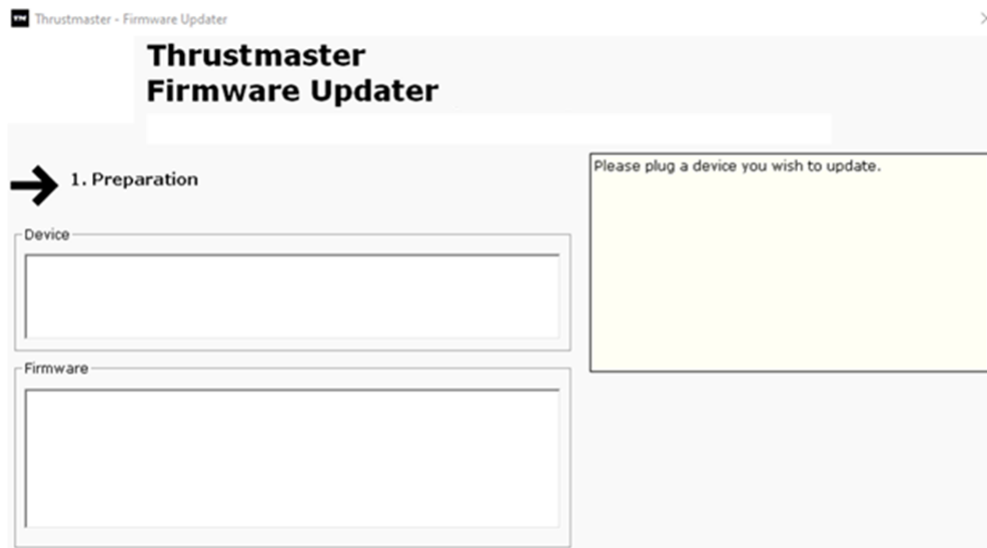 Thrustmaster - Firmware Updater
Thrustmaster
Firmware Updater
1. Preparation
Please plug a device you wish to update.
Device
Firmware